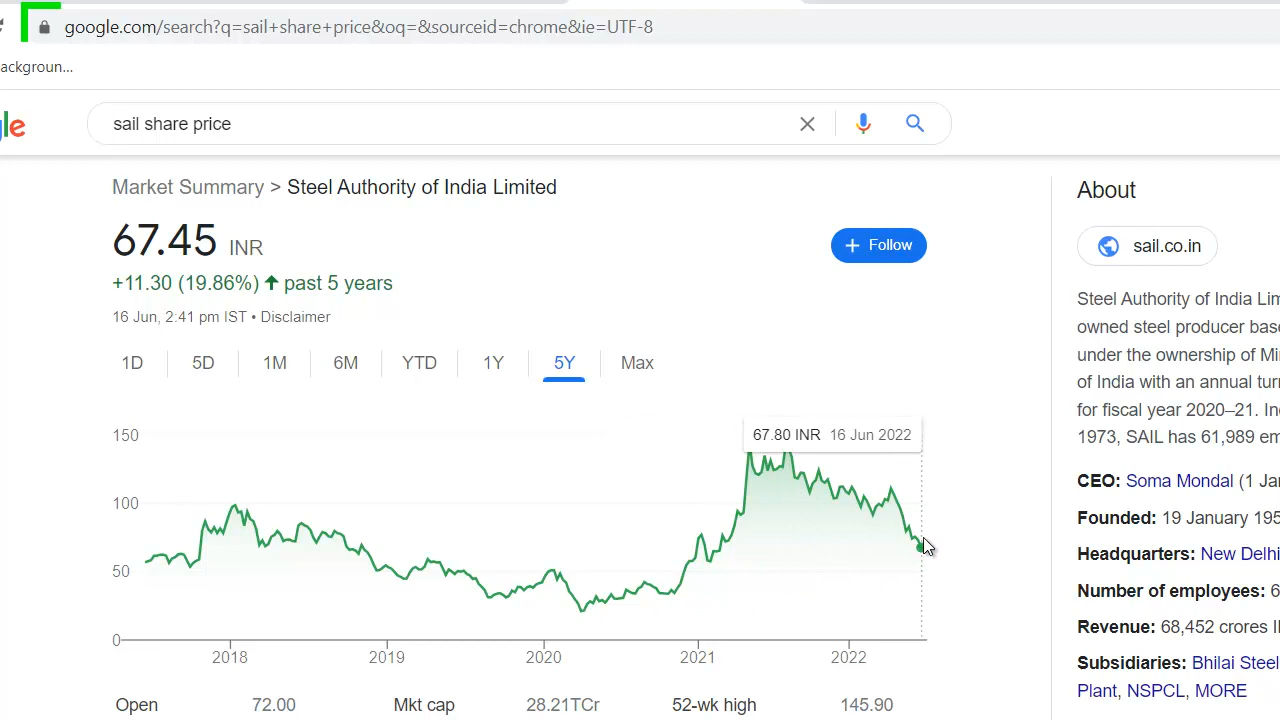 google.com/search?q=sail+share+price&oq=&sourceid=chrome&ie=UTF-8
ackgroun...
gle
sail share price
Market Summary > Steel Authority of India Limited
67.45 INR
+ Follow
+11.30 (19.86%) ↑ past 5 years
16 Jun, 2:41 pm IST • Disclaimer
1D 5D 1M 6M YTD 1Y 5Y Max
67.80 INR 16 Jun 2022
150
100
50
0
2018 2019 2020 2021 2022
Open 72.00 Mkt cap 28.21TCr 52-wk high 145.90
About
sail.co.in
Steel Authority of India Lim
owned steel producer base
under the ownership of Mi
of India with an annual turn
for fiscal year 2020–21. In
1973, SAIL has 61,989 em
CEO: Soma Mondal (1 Jan
Founded: 19 January 195
Headquarters: New Delhi
Number of employees: 6
Revenue: 68,452 crores I
Subsidiaries: Bhilai Steel
Plant, NSPCL, MORE